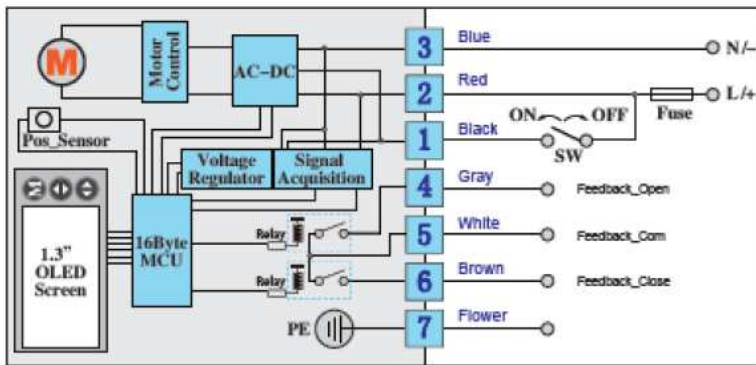 M
Motor
Control
AC-DC
3
Blue
N/-
2
Red
L/+
Fuse
ON
OFF
1
Black
SW
Pos_Sensor
Voltage
Regulator
Signal
Acquisition
4
Gray
Feedback_Open
M
1.3"
OLED
Screen
16Byte
MCU
Relay
5
White
Feedback_Com
Relay
6
Brown
Feedback_Close
PE
7
Flower